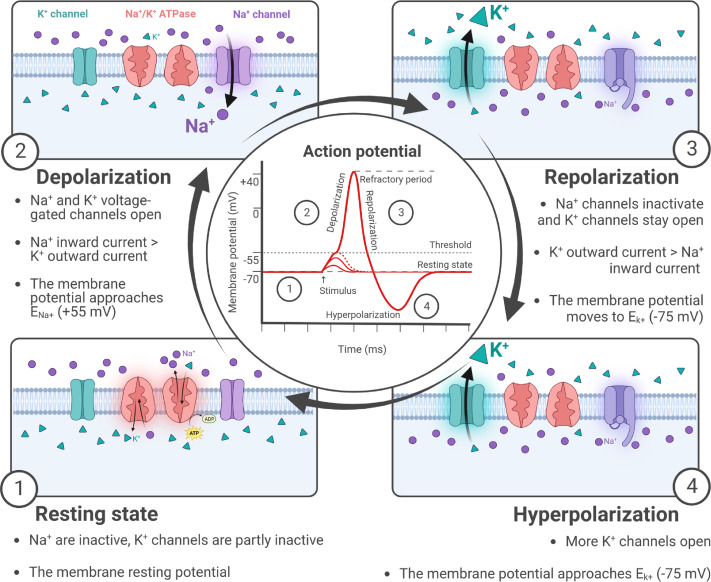 K⁺ channel
Na⁺/K⁺ ATPase
Na⁺ channel
K⁺
Na⁺
2
Depolarization
• Na⁺ and K⁺ voltage-
gated channels open
• Na⁺ inward current >
K⁺ outward current
• The membrane
potential approaches
E_Na+ (+55 mV)
K⁺
Na⁺
3
Repolarization
• Na⁺ channels inactivate
and K⁺ channels stay open
• K⁺ outward current > Na⁺
inward current
• The membrane potential
moves to E_k+ (-75 mV)
Action potential
Membrane potential (mV)
+40
0
-55
-70
Depolarization
Repolarization
Refractory period
2
3
Threshold
Resting state
1
Stimulus
4
Hyperpolarization
Time (ms)
Na⁺
K⁺
ADP
ATP
1
Resting state
• Na⁺ are inactive, K⁺ channels are partly inactive
• The membrane resting potential
K⁺
Na⁺
4
Hyperpolarization
• More K⁺ channels open
• The membrane potential approaches E_k+ (-75 mV)